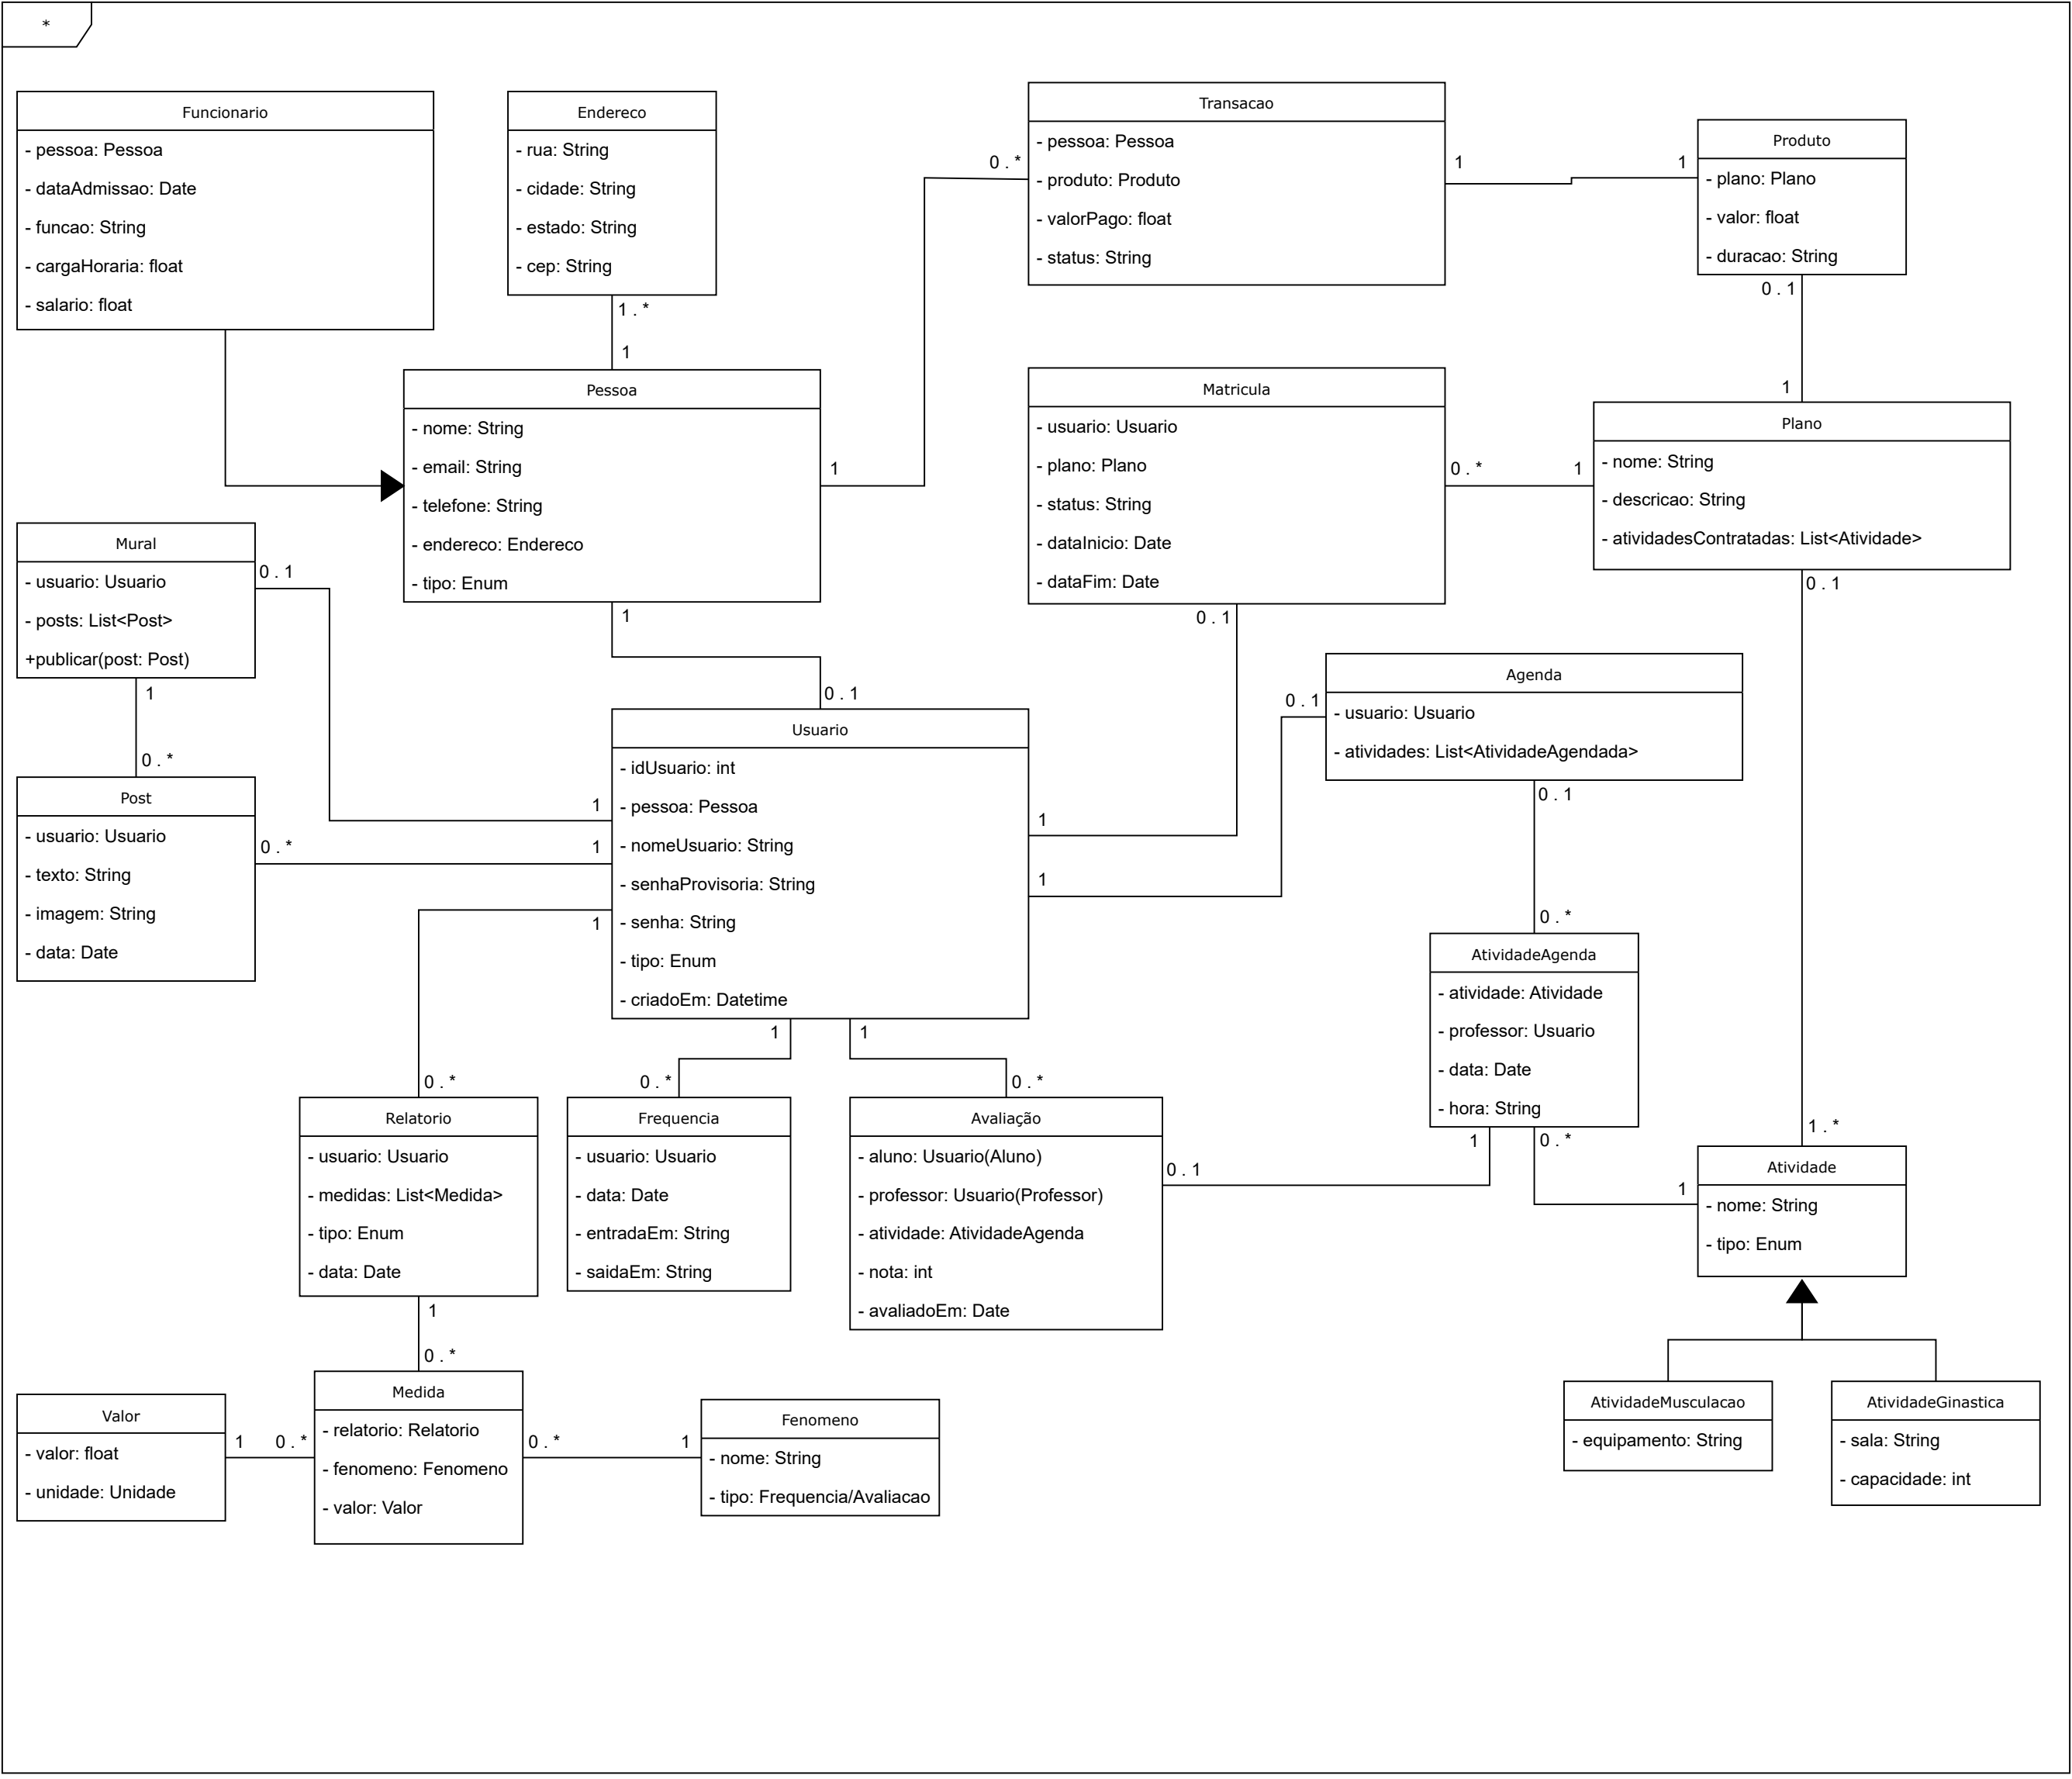 *
Funcionario
- pessoa: Pessoa
- dataAdmissao: Date
- funcao: String
- cargaHoraria: float
- salario: float
Endereco
- rua: String
- cidade: String
- estado: String
- cep: String
1 . *
1
Transacao
- pessoa: Pessoa
- produto: Produto
- valorPago: float
- status: String
0 . *
1
1
Produto
- plano: Plano
- valor: float
- duracao: String
0 . 1
1
Pessoa
- nome: String
- email: String
- telefone: String
- endereco: Endereco
- tipo: Enum
1
1
0 . 1
Matricula
- usuario: Usuario
- plano: Plano
- status: String
- dataInicio: Date
- dataFim: Date
0 . *
1
0 . 1
Plano
- nome: String
- descricao: String
- atividadesContratadas: List<Atividade>
0 . 1
Mural
- usuario: Usuario
- posts: List<Post>
+publicar(post: Post)
0 . 1
1
0 . *
Post
- usuario: Usuario
- texto: String
- imagem: String
- data: Date
0 . *
Usuario
- idUsuario: int
- pessoa: Pessoa
- nomeUsuario: String
- senhaProvisoria: String
- senha: String
- tipo: Enum
- criadoEm: Datetime
1
1
1
1
1
1
1
Agenda
- usuario: Usuario
- atividades: List<AtividadeAgendada>
0 . 1
0 . 1
0 . *
AtividadeAgenda
- atividade: Atividade
- professor: Usuario
- data: Date
- hora: String
1
0 . *
0 . *
0 . *
0 . *
Relatorio
- usuario: Usuario
- medidas: List<Medida>
- tipo: Enum
- data: Date
1
0 . *
Frequencia
- usuario: Usuario
- data: Date
- entradaEm: String
- saidaEm: String
Avaliação
- aluno: Usuario(Aluno)
- professor: Usuario(Professor)
- atividade: AtividadeAgenda
- nota: int
- avaliadoEm: Date
0 . 1
1 . *
1
Atividade
- nome: String
- tipo: Enum
Valor
- valor: float
- unidade: Unidade
1
0 . *
Medida
- relatorio: Relatorio
- fenomeno: Fenomeno
- valor: Valor
0 . *
1
Fenomeno
- nome: String
- tipo: Frequencia/Avaliacao
AtividadeMusculacao
- equipamento: String
AtividadeGinastica
- sala: String
- capacidade: int